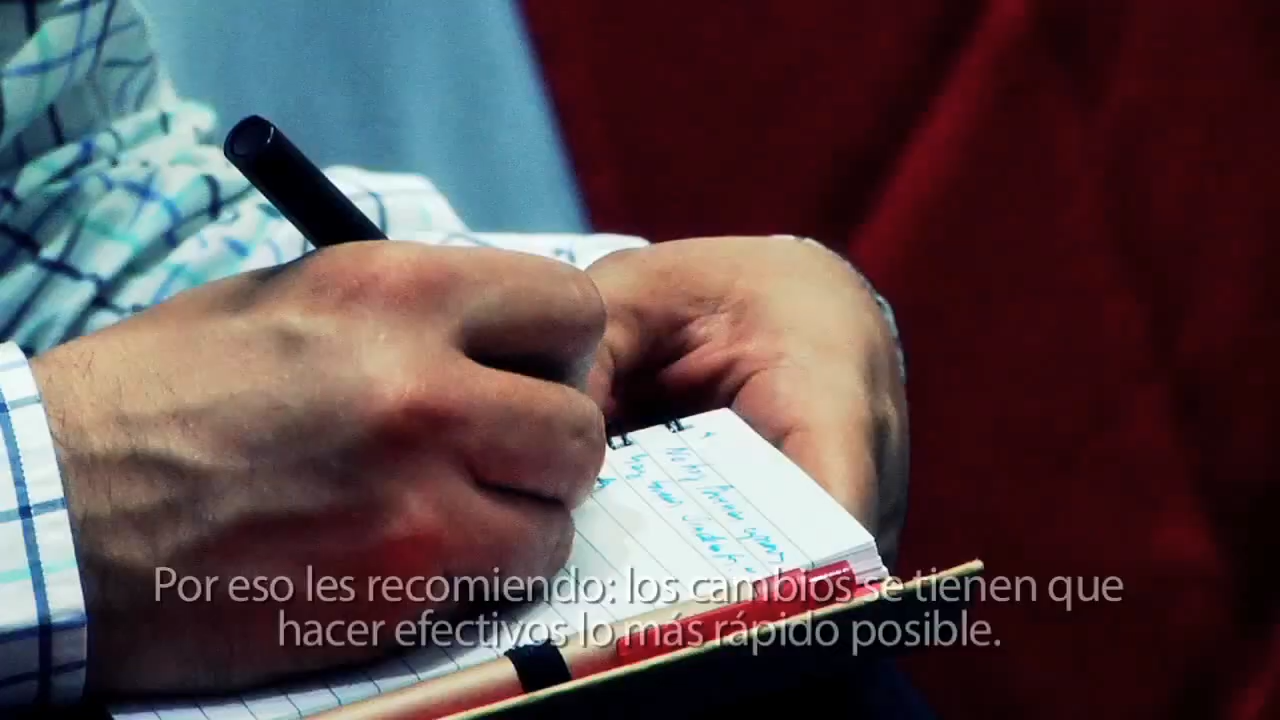 Por eso les recomiendo: los cambios se tienen que
hacer efectivos lo más rápido posible.